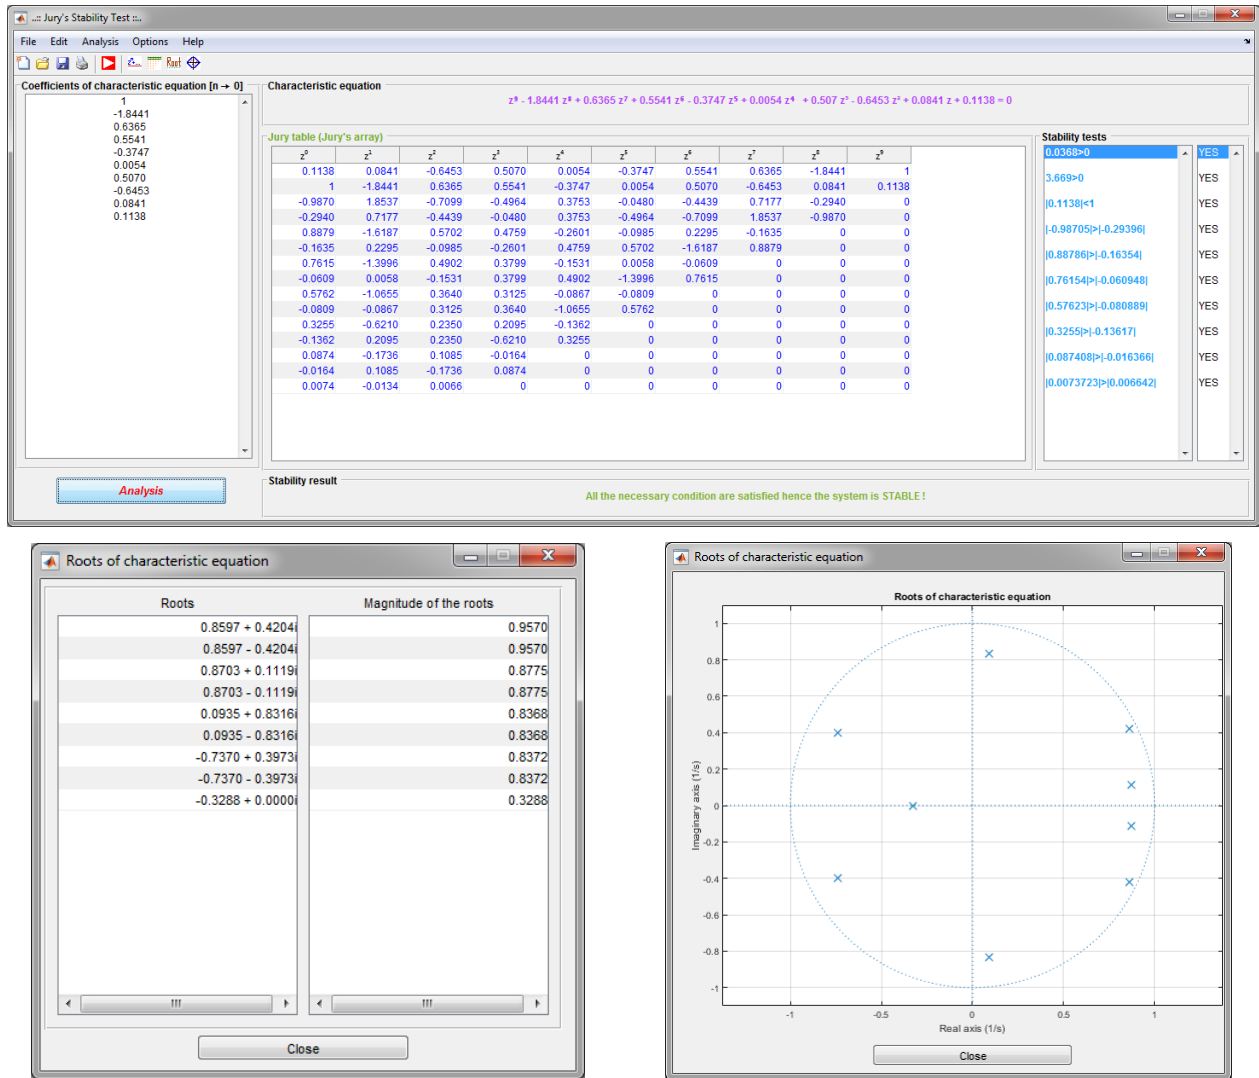 ..:: Jury's Stability Test ::..
File Edit Analysis Options Help
Root
Coefficients of characteristic equation [n → 0]
1
-1.8441
0.6365
0.5541
-0.3747
0.0054
0.5070
-0.6453
0.0841
0.1138
Analysis
Characteristic equation
z⁹ - 1.8441 z⁸ + 0.6365 z⁷ + 0.5541 z⁶ - 0.3747 z⁵ + 0.0054 z⁴ + 0.507 z³ - 0.6453 z² + 0.0841 z + 0.1138 = 0
Jury table (Jury's array)
z⁰ z¹ z² z³ z⁴ z⁵ z⁶ z⁷ z⁸ z⁹
0.1138 0.0841 -0.6453 0.5070 0.0054 -0.3747 0.5541 0.6365 -1.8441 1
1 -1.8441 0.6365 0.5541 -0.3747 0.0054 0.5070 -0.6453 0.0841 0.1138
-0.9870 1.8537 -0.7099 -0.4964 0.3753 -0.0480 -0.4439 0.7177 -0.2940 0
-0.2940 0.7177 -0.4439 -0.0480 0.3753 -0.4964 -0.7099 1.8537 -0.9870 0
0.8879 -1.6187 0.5702 0.4759 -0.2601 -0.0985 0.2295 -0.1635 0 0
-0.1635 0.2295 -0.0985 -0.2601 0.4759 0.5702 -1.6187 0.8879 0 0
0.7615 -1.3996 0.4902 0.3799 -0.1531 0.0058 -0.0609 0 0 0
-0.0609 0.0058 -0.1531 0.3799 0.4902 -1.3996 0.7615 0 0 0
0.5762 -1.0655 0.3640 0.3125 -0.0867 -0.0809 0 0 0 0
-0.0809 -0.0867 0.3125 0.3640 -1.0655 0.5762 0 0 0 0
0.3255 -0.6210 0.2350 0.2095 -0.1362 0 0 0 0 0
-0.1362 0.2095 0.2350 -0.6210 0.3255 0 0 0 0 0
0.0874 -0.1736 0.1085 -0.0164 0 0 0 0 0 0
-0.0164 0.1085 -0.1736 0.0874 0 0 0 0 0 0
0.0074 -0.0134 0.0066 0 0 0 0 0 0 0
Stability tests
0.0368>0 YES
3.669>0 YES
|0.1138|<1 YES
|-0.98705|>|-0.29396| YES
|0.88786|>|-0.16354| YES
|0.76154|>|-0.060948| YES
|0.57623|>|-0.080889| YES
|0.3255|>|-0.13617| YES
|0.087408|>|-0.016366| YES
|0.0073723|>|0.006642| YES
Stability result
All the necessary condition are satisfied hence the system is STABLE !
Roots of characteristic equation
Roots Magnitude of the roots
0.8597 + 0.4204i 0.9570
0.8597 - 0.4204i 0.9570
0.8703 + 0.1119i 0.8775
0.8703 - 0.1119i 0.8775
0.0935 + 0.8316i 0.8368
0.0935 - 0.8316i 0.8368
-0.7370 + 0.3973i 0.8372
-0.7370 - 0.3973i 0.8372
-0.3288 + 0.0000i 0.3288
Close
Roots of characteristic equation
Roots of characteristic equation
Imaginary axis (1/s)
1
0.8
0.6
0.4
0.2
0
-0.2
-0.4
-0.6
-0.8
-1
-1 -0.5 0 0.5 1
Real axis (1/s)
Close